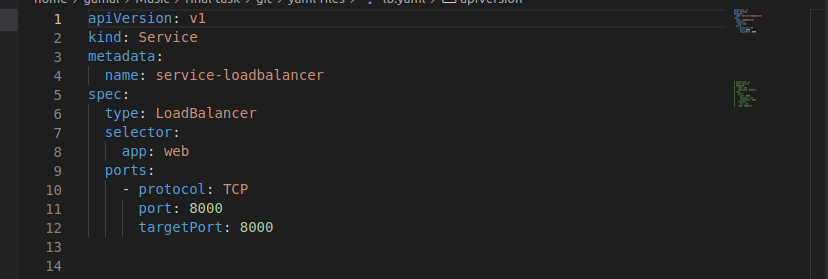 home > gamal > Music > final task > git > yaml files > lb.yaml > apiVersion
1 apiVersion: v1
2 kind: Service
3 metadata:
4   name: service-loadbalancer
5 spec:
6   type: LoadBalancer
7   selector:
8     app: web
9   ports:
10     - protocol: TCP
11       port: 8000
12       targetPort: 8000
13
14